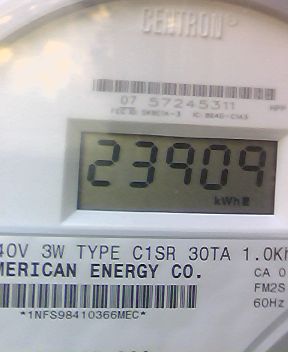 CENTRON
07 57245311
23909
kWh
40V 3W TYPE C1SR 30TA 1.0Kh
MERICAN ENERGY CO.
CA 0
FM2S
60Hz
*1NFS98410366MEC*